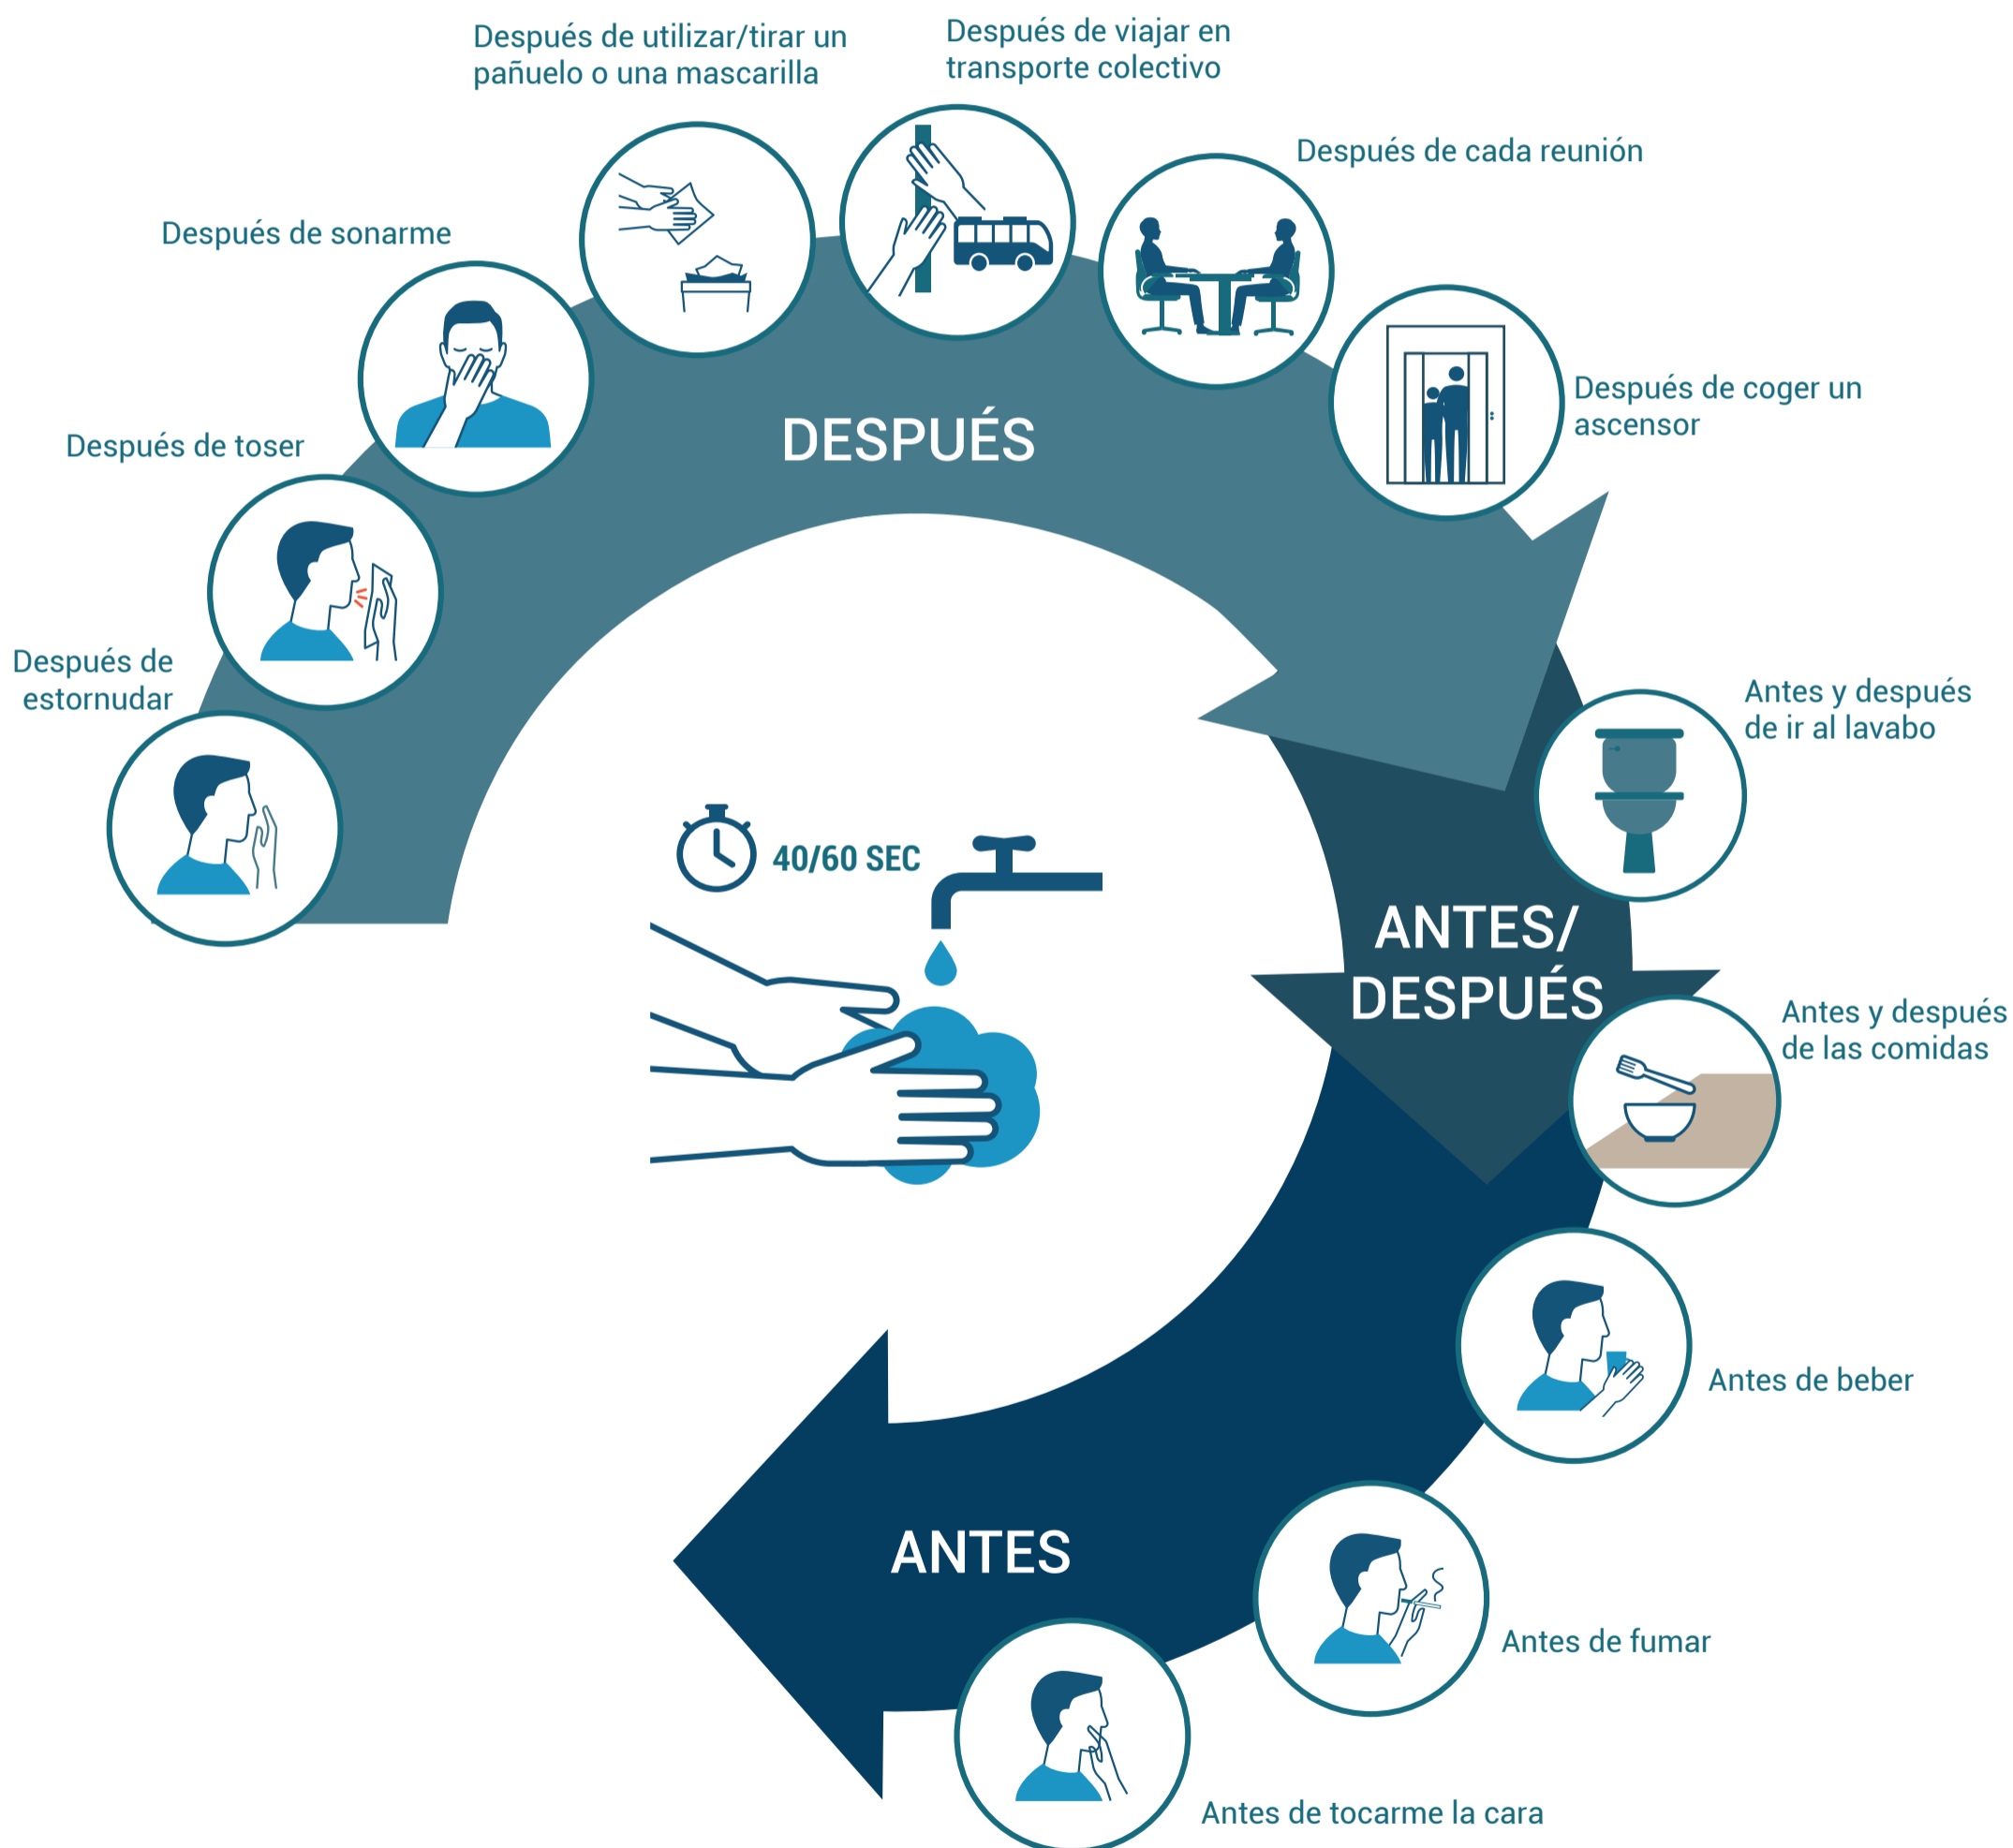 Después de utilizar/tirar un
pañuelo o una mascarilla
Después de viajar en
transporte colectivo
Después de cada reunión
Después de sonarme
Después de coger un
ascensor
DESPUÉS
Después de toser
Después de
estornudar
Antes y después
de ir al lavabo
40/60 SEC
ANTES/
DESPUÉS
Antes y después
de las comidas
Antes de beber
ANTES
Antes de fumar
Antes de tocarme la cara